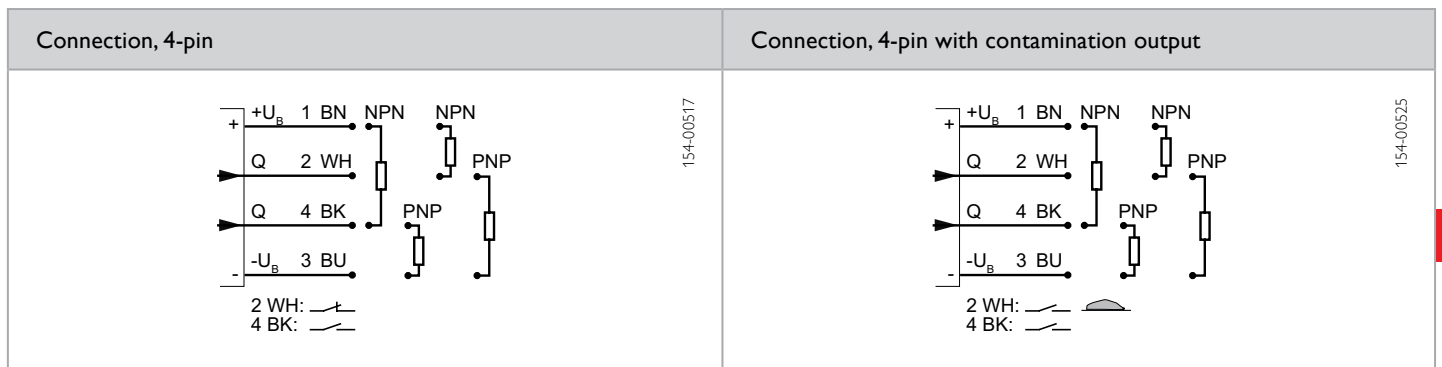 Connection, 4-pin
Connection, 4-pin with contamination output
+ +U_B 1 BN NPN NPN
Q 2 WH PNP
Q 4 BK PNP
- -U_B 3 BU
2 WH:
4 BK:
154-00517
+ +U_B 1 BN NPN NPN
Q 2 WH PNP
Q 4 BK PNP
- -U_B 3 BU
2 WH:
4 BK:
154-00525